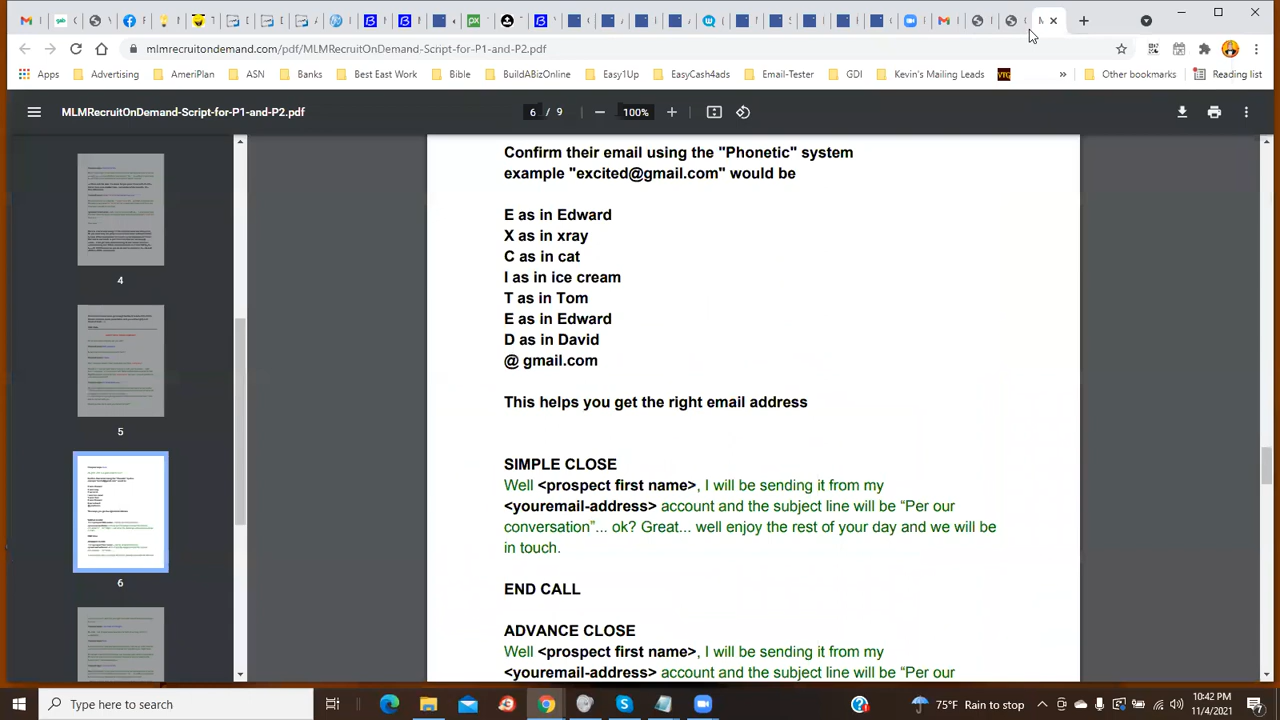 mlmrecruitondemand.com/pdf/MLMRecruitOnDemand-Script-for-P1-and-P2.pdf
Apps Advertising AmeriPlan ASN Banks Best East Work Bible BuildABizOnline Easy1Up EasyCash4ads Email-Tester GDI Kevin's Mailing Leads VTG » Other bookmarks Reading list
MLMRecruitOnDemand-Script-for-P1-and-P2.pdf 6 / 9 100%
4
5
6
Confirm their email using the "Phonetic" system
example "excited@gmail.com" would be
E as in Edward
X as in xray
C as in cat
I as in ice cream
T as in Tom
E as in Edward
D as in David
@ gmail.com
This helps you get the right email address
SIMPLE CLOSE
Well <prospect first name>, I will be sending it from my
<youremail-address> account and the subject line will be “Per our
conversation”... ok? Great... well enjoy the rest of your day and we will be
in touch.
END CALL
ADVANCE CLOSE
Well <prospect first name>, I will be sending it from my
<youremail-address> account and the subject line will be “Per our
Type here to search
75°F Rain to stop
10:42 PM
11/4/2021